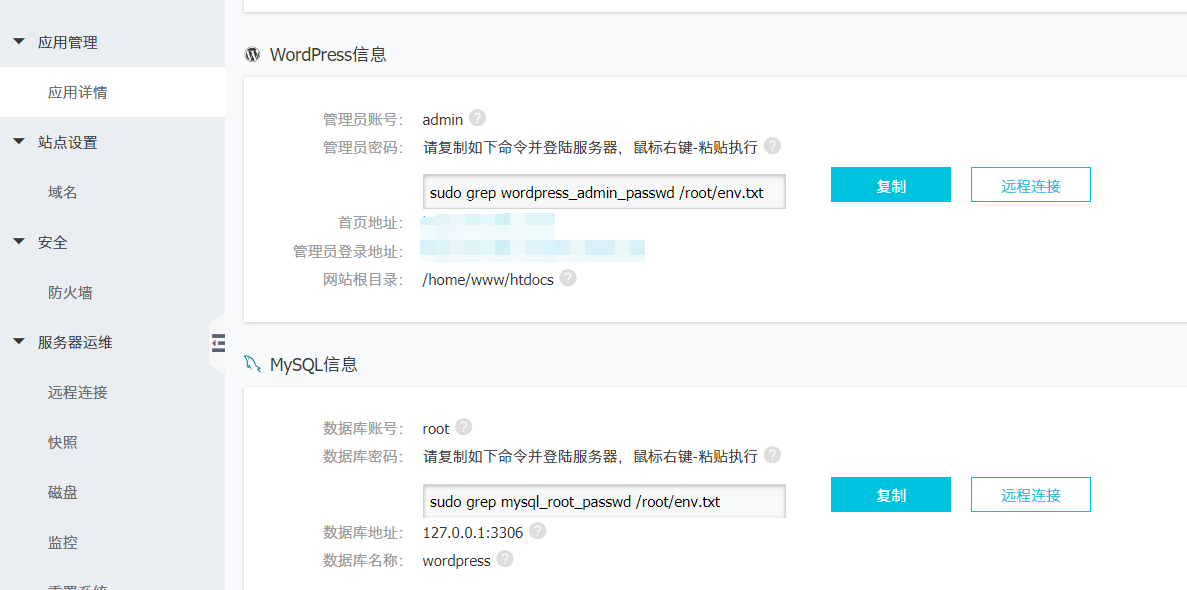 应用管理
应用详情
站点设置
域名
安全
防火墙
服务器运维
远程连接
快照
磁盘
监控
重置系统
WordPress信息
管理员账号： admin ?
管理员密码： 请复制如下命令并登陆服务器，鼠标右键-粘贴执行 ?
sudo grep wordpress_admin_passwd /root/env.txt 复制 远程连接
首页地址：
管理员登录地址：
网站根目录： /home/www/htdocs ?
MySQL信息
数据库账号： root ?
数据库密码： 请复制如下命令并登陆服务器，鼠标右键-粘贴执行 ?
sudo grep mysql_root_passwd /root/env.txt 复制 远程连接
数据库地址： 127.0.0.1:3306 ?
数据库名称： wordpress ?